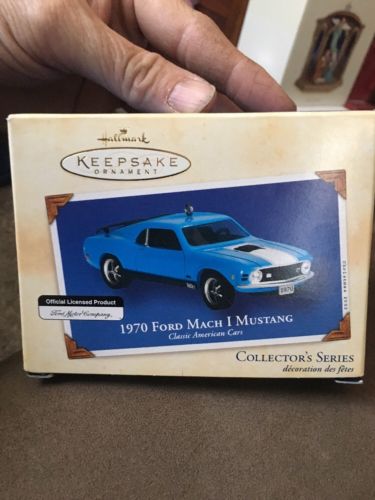 Hallmark
KEEPSAKE
ORNAMENT
1970
Official Licensed Product
Ford Motor Company
1970 FORD MACH I MUSTANG
Classic American Cars
COLLECTOR'S SERIES
décoration des fêtes